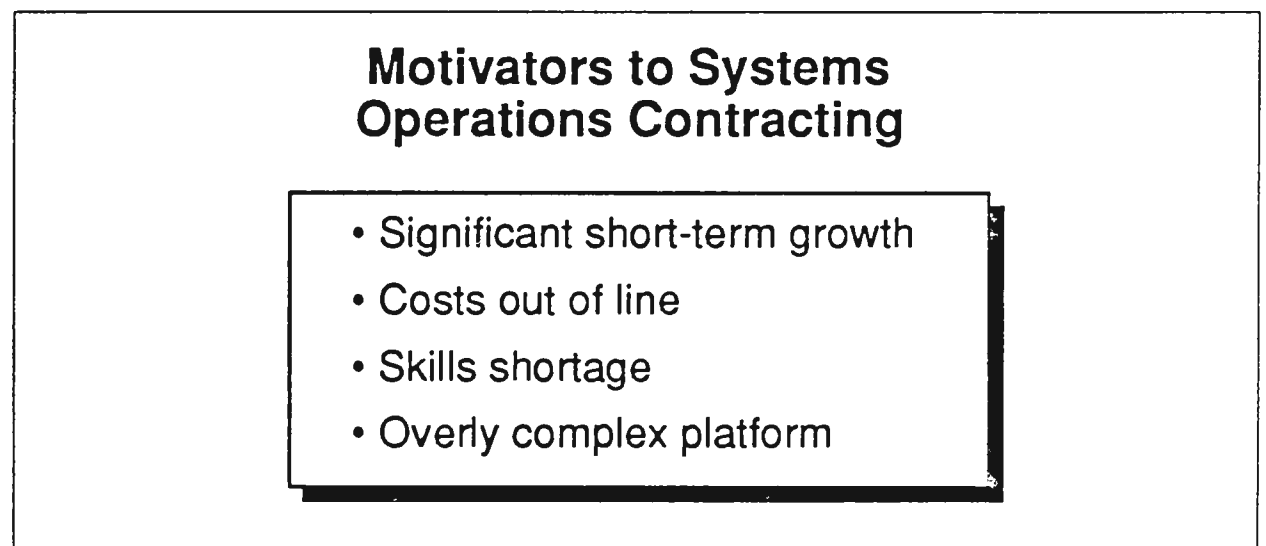 Motivators to Systems
Operations Contracting
• Significant short-term growth
• Costs out of line
• Skills shortage
• Overly complex platform